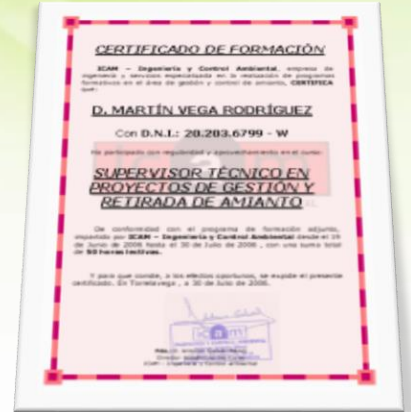 CERTIFICADO DE FORMACIÓN
ICAM – Ingeniería y Control Ambiental, empresa de
ingeniería y servicios especializada en la realización de programas
formativos en el área de gestión y control de amianto, CERTIFICA
que:
D. MARTÍN VEGA RODRÍGUEZ
Con D.N.I.: 20.203.6799 - W
Ha participado con regularidad y aprovechamiento en el curso:
SUPERVISOR TÉCNICO EN
PROYECTOS DE GESTIÓN Y
RETIRADA DE AMIANTO
De conformidad con el programa de formación adjunto,
impartido por ICAM – Ingeniería y Control Ambiental desde el 19
de Junio de 2006 hasta el 30 de Julio de 2006 , con una suma total
de 50 horas lectivas.
Y para que conste, a los efectos oportunos, se expide el presente
certificado. En Torrelavega , a 30 de Julio de 2006.
icam
ICAM – Ingeniería y Control Ambiental